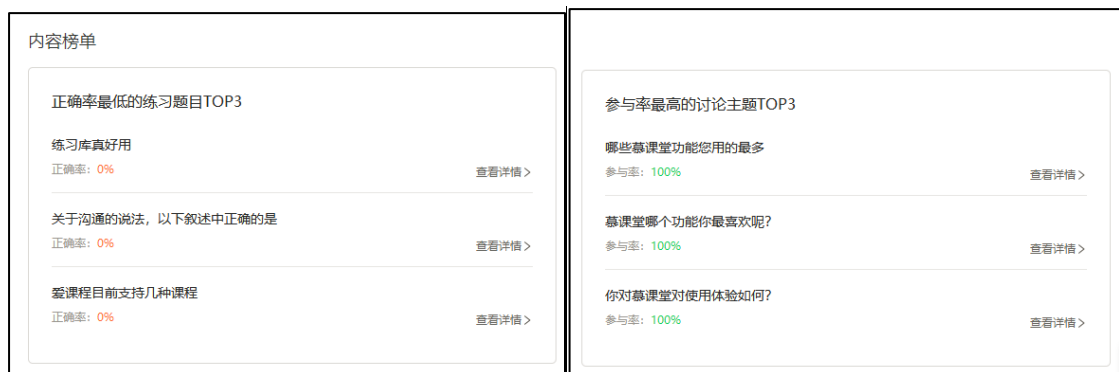 内容榜单
正确率最低的练习题目TOP3
练习库真好用
正确率：0%
查看详情 >
关于沟通的说法，以下叙述中正确的是
正确率：0%
查看详情 >
爱课程目前支持几种课程
正确率：0%
查看详情 >
参与率最高的讨论主题TOP3
哪些慕课堂功能您用的最多
参与率：100%
查看详情 >
慕课堂哪个功能你最喜欢呢？
参与率：100%
查看详情 >
你对慕课堂对使用体验如何？
参与率：100%
查看详情 >